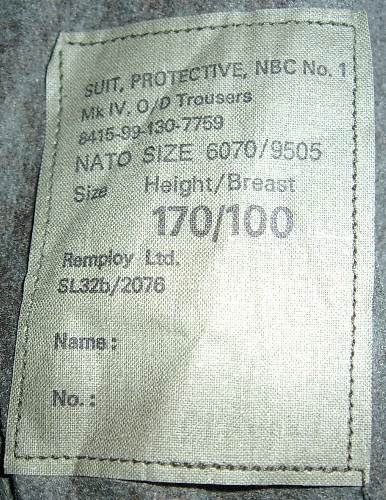 SUIT, PROTECTIVE, NBC No. 1
Mk IV, O/D Trousers
8415-99-130-7759
NATO SIZE 6070/9505
Size Height/Breast
170/100
Remploy Ltd.
SL32b/2076
Name:
No.: